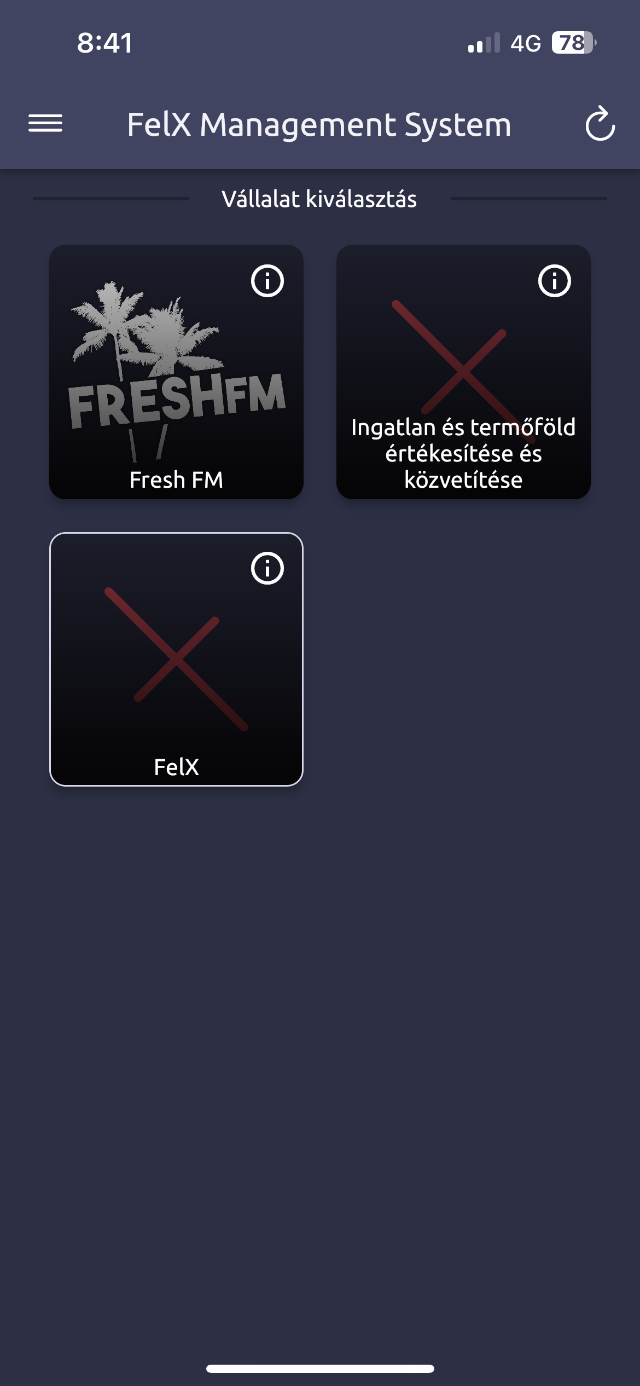 8:41
4G
78
FelX Management System
Vállalat kiválasztás
FRESHFM
Fresh FM
Ingatlan és termőföld
értékesítése és
közvetítése
FelX